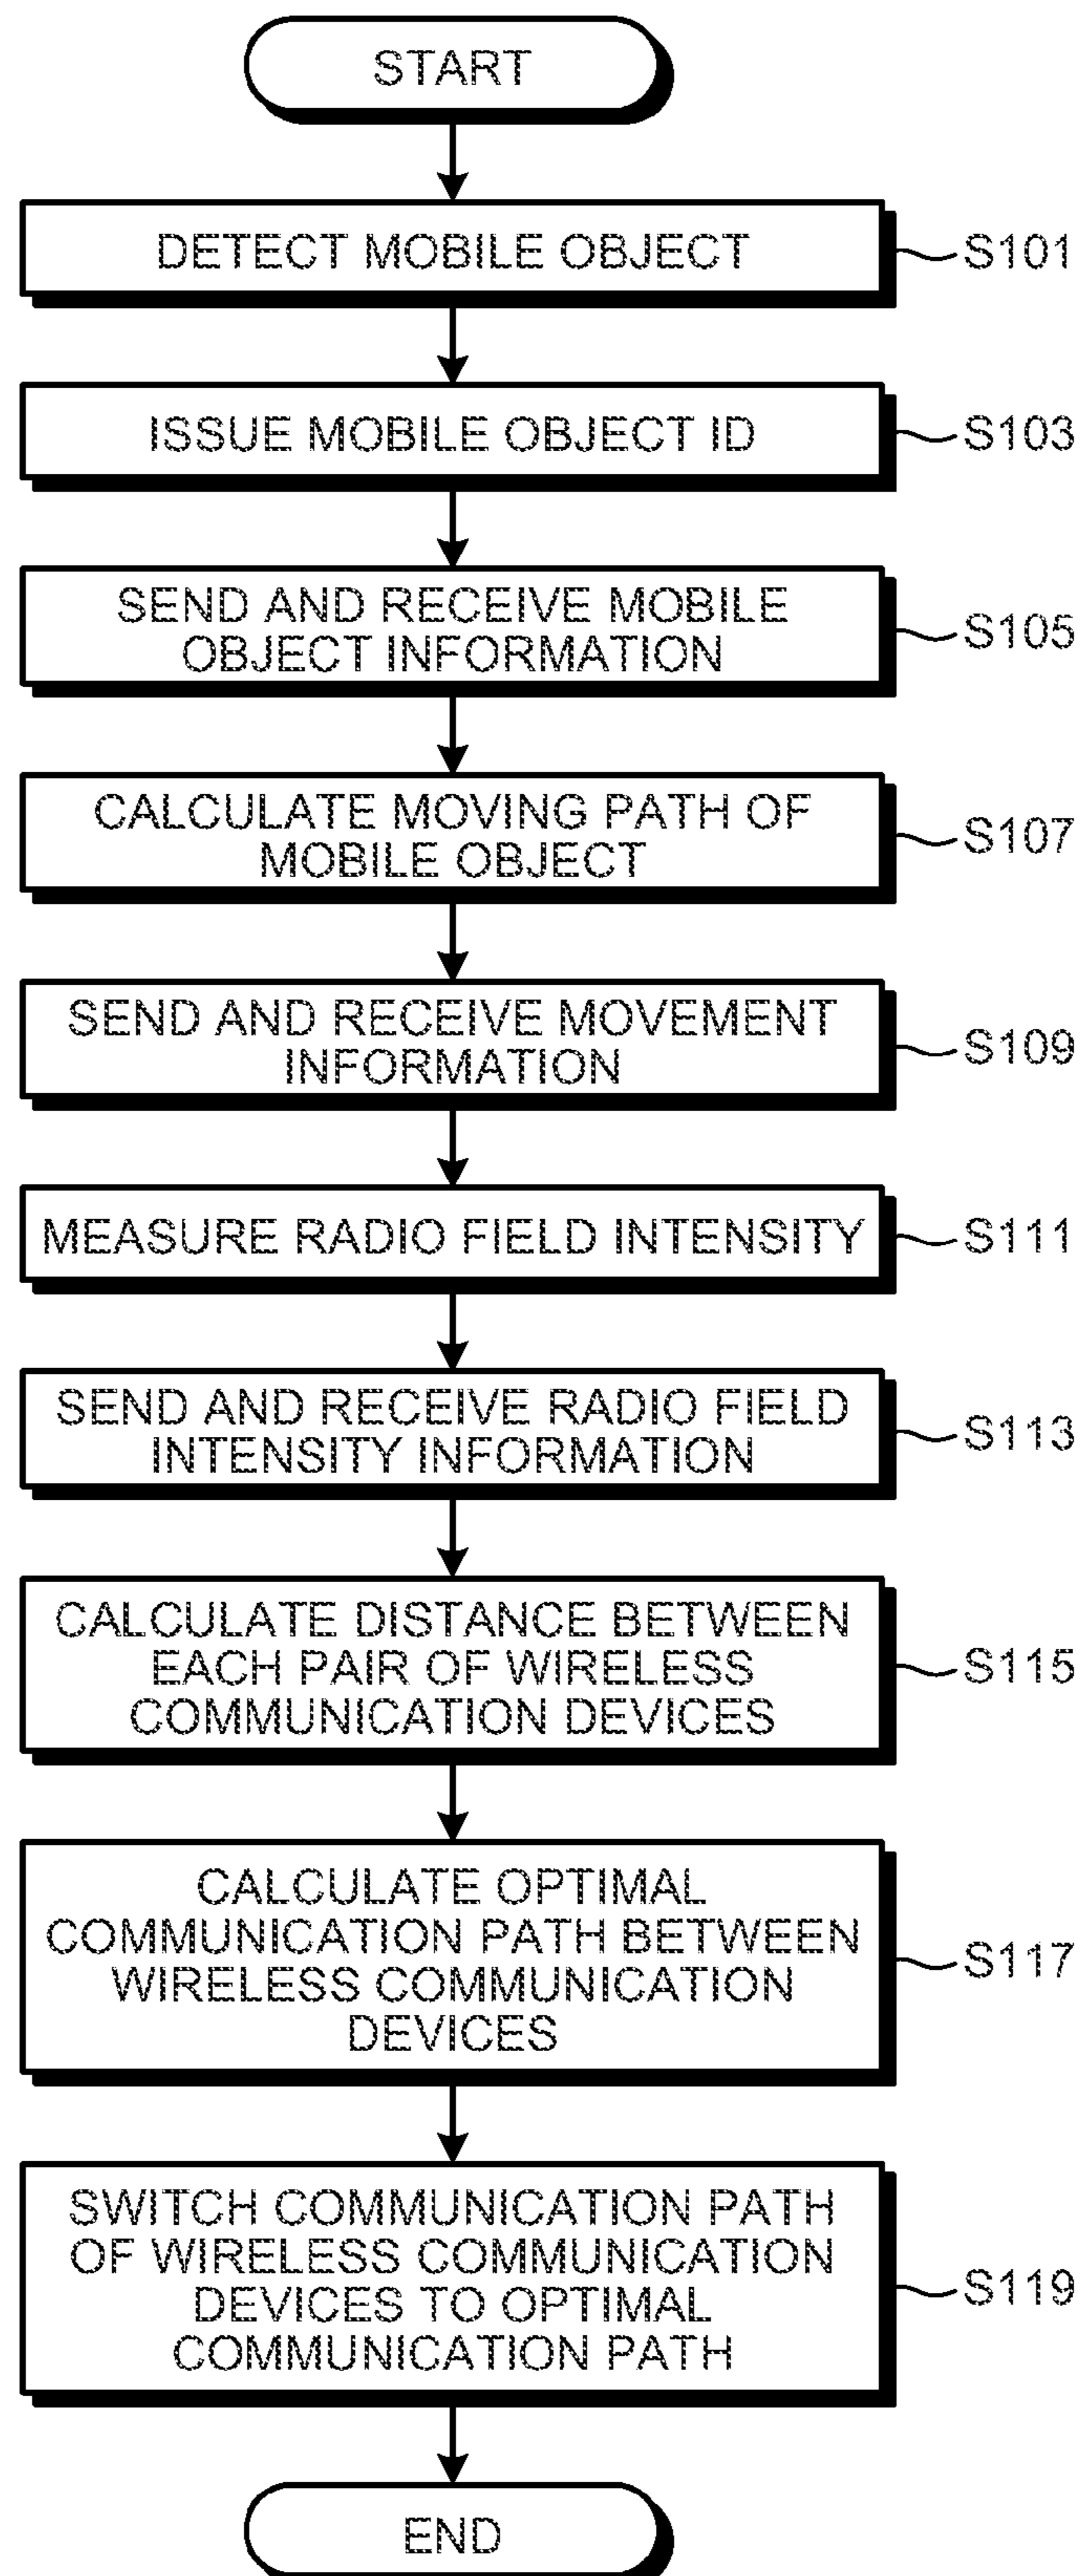 START
DETECT MOBILE OBJECT
S101
ISSUE MOBILE OBJECT ID
S103
SEND AND RECEIVE MOBILE
OBJECT INFORMATION
S105
CALCULATE MOVING PATH OF
MOBILE OBJECT
S107
SEND AND RECEIVE MOVEMENT
INFORMATION
S109
MEASURE RADIO FIELD INTENSITY
S111
SEND AND RECEIVE RADIO FIELD
INTENSITY INFORMATION
S113
CALCULATE DISTANCE BETWEEN
EACH PAIR OF WIRELESS
COMMUNICATION DEVICES
S115
CALCULATE OPTIMAL
COMMUNICATION PATH BETWEEN
WIRELESS COMMUNICATION
DEVICES
S117
SWITCH COMMUNICATION PATH
OF WIRELESS COMMUNICATION
DEVICES TO OPTIMAL
COMMUNICATION PATH
S119
END